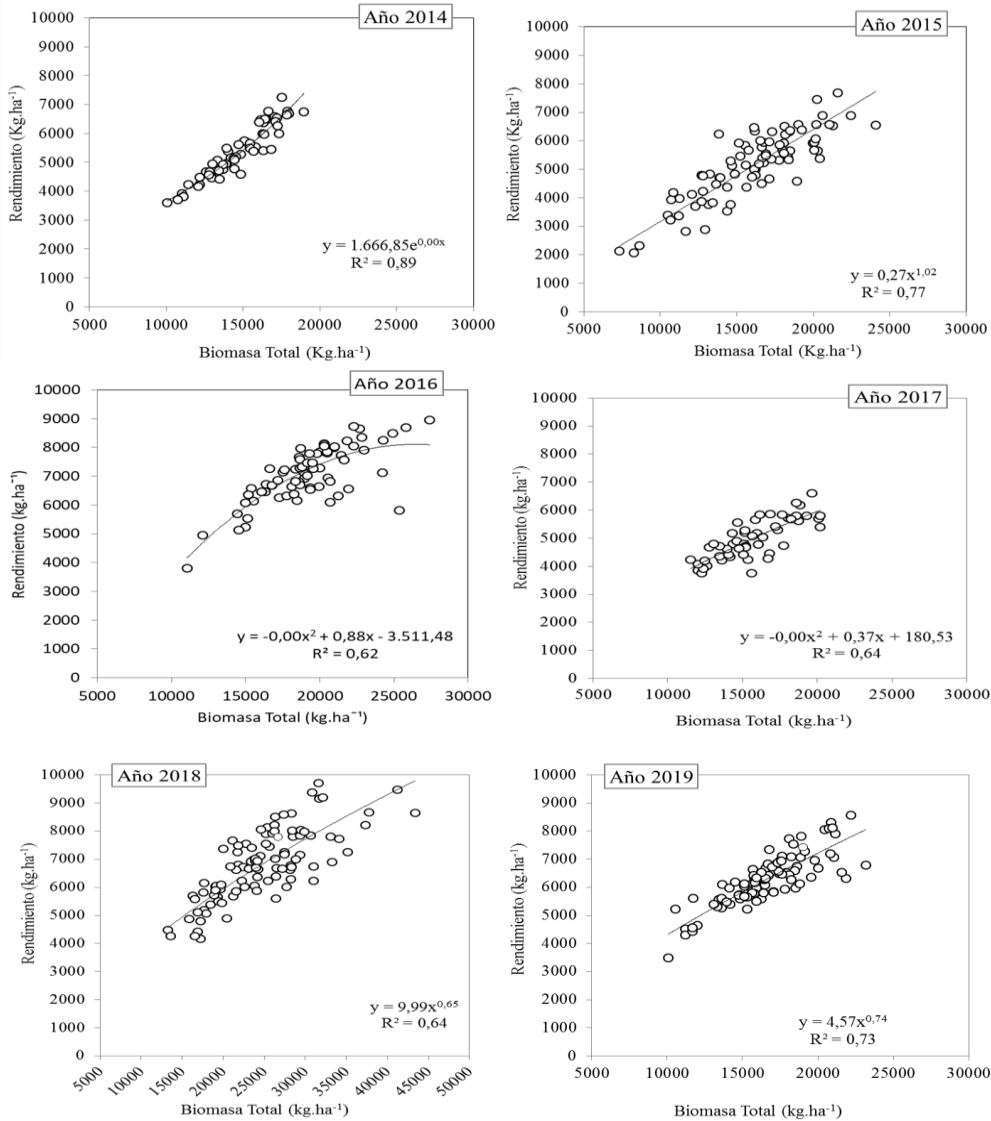 Año 2014
10000
9000
8000
7000
6000
5000
4000
3000
2000
1000
0
Rendimiento (Kg.ha⁻¹)
y = 1.666,85e⁰,⁰⁰ˣ
R² = 0,89
5000 10000 15000 20000 25000 30000
Biomasa Total (Kg.ha⁻¹)
Año 2015
10000
9000
8000
7000
6000
5000
4000
3000
2000
1000
0
Rendimiento (Kg.ha⁻¹)
y = 0,27x¹,⁰²
R² = 0,77
5000 10000 15000 20000 25000 30000
Biomasa Total (Kg.ha⁻¹)
Año 2016
10000
9000
8000
7000
6000
5000
4000
3000
2000
1000
0
Rendimiento (kg.ha⁻¹)
y = -0,00x² + 0,88x - 3.511,48
R² = 0,62
5000 10000 15000 20000 25000 30000
Biomasa Total (kg.ha⁻¹)
Año 2017
10000
9000
8000
7000
6000
5000
4000
3000
2000
1000
0
Rendimiento (kg.ha⁻¹)
y = -0,00x² + 0,37x + 180,53
R² = 0,64
5000 10000 15000 20000 25000 30000
Biomasa Total (kg.ha⁻¹)
Año 2018
10000
9000
8000
7000
6000
5000
4000
3000
2000
1000
0
Rendimiento (kg.ha⁻¹)
y = 9,99x⁰,⁶⁵
R² = 0,64
5000 10000 15000 20000 25000 30000 35000 40000 45000 50000
Biomasa Total (kg.ha⁻¹)
Año 2019
10000
9000
8000
7000
6000
5000
4000
3000
2000
1000
0
Rendimiento (kg.ha⁻¹)
y = 4,57x⁰,⁷⁴
R² = 0,73
5000 10000 15000 20000 25000 30000
Biomasa Total (kg.ha⁻¹)